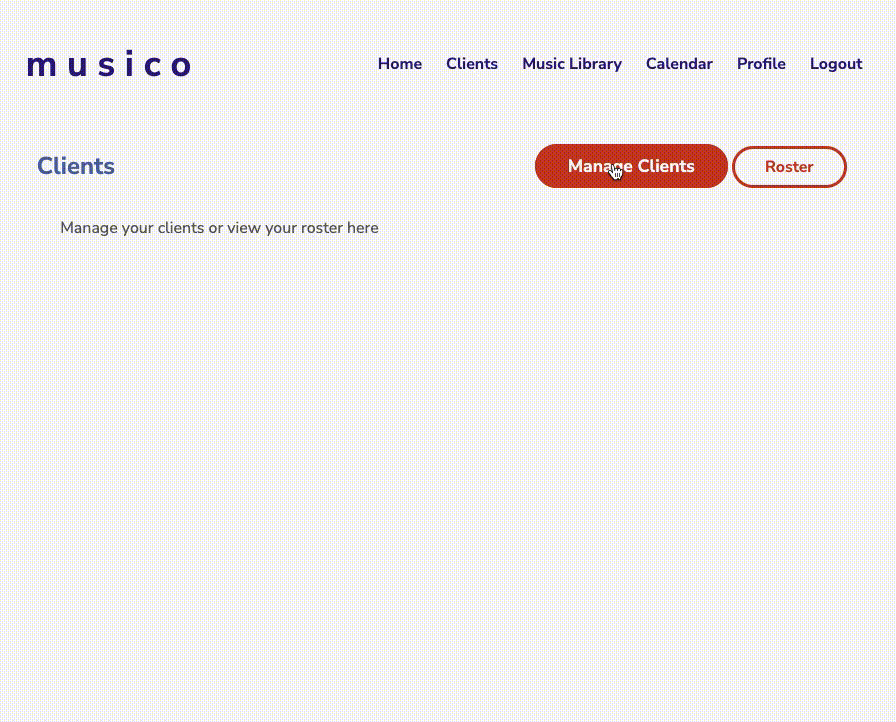 musico
Home Clients Music Library Calendar Profile Logout
Clients
Manage Clients
Roster
Manage your clients or view your roster here